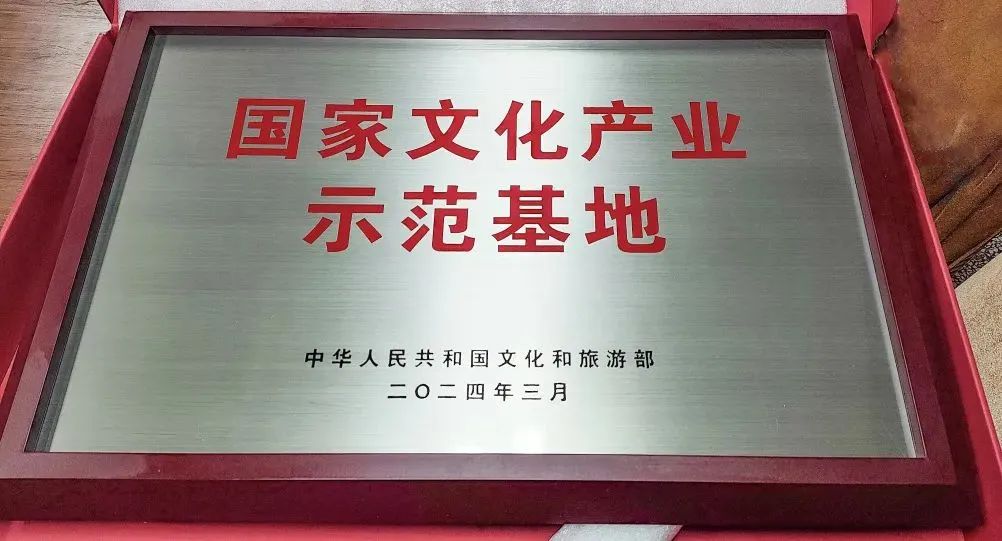 国家文化产业
示范基地
中华人民共和国文化和旅游部
二〇二四年三月